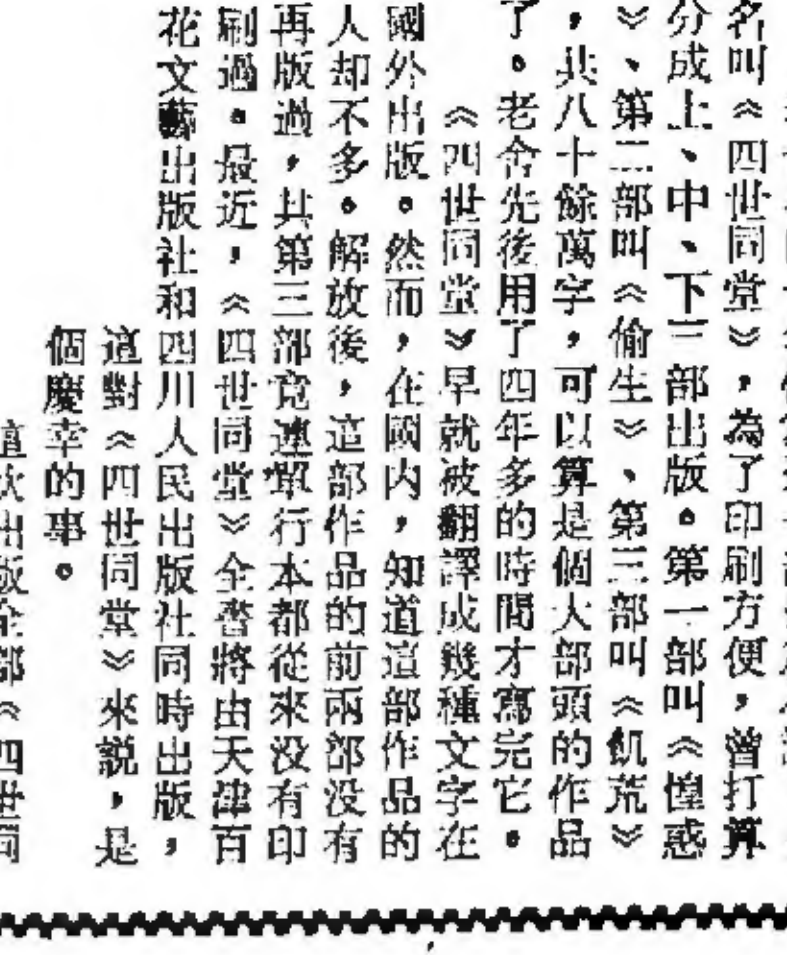 名叫《四世同堂》，為了印刷方便，曾打算
分成上、中、下三部出版。第一部叫《惶惑
》、第二部叫《偷生》、第三部叫《飢荒》
，共八十餘萬字，可以算是個大部頭的作品
了。老舍先後用了四年多的時間才寫完它。
《四世同堂》早就被翻譯成幾種文字在
國外出版。然而，在國内，知道這部作品的
人却不多。解放後，這部作品的前兩部没有
再版過，其第三部竟連單行本都從來没有印
刷過。最近，《四世同堂》全書將由天津百
花文藝出版社和四川人民出版社同時出版，
這對《四世同堂》來説，是
個慶幸的事。
這次出版全部《四世同